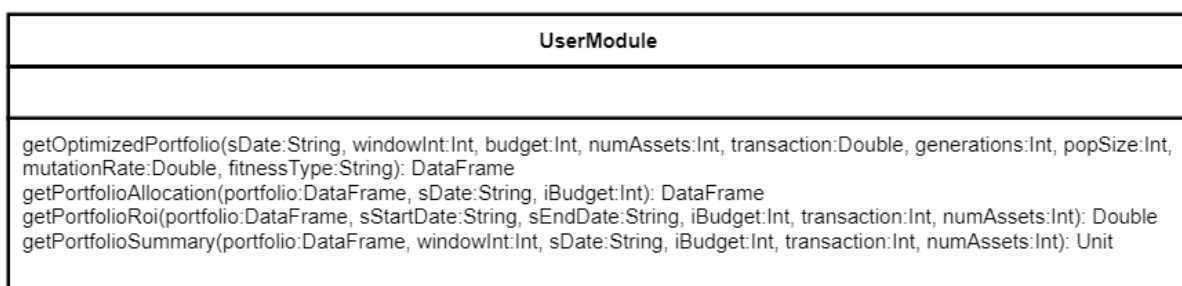 UserModule
getOptimizedPortfolio(sDate:String, windowInt:Int, budget:Int, numAssets:Int, transaction:Double, generations:Int, popSize:Int,
mutationRate:Double, fitnessType:String): DataFrame
getPortfolioAllocation(portfolio:DataFrame, sDate:String, iBudget:Int): DataFrame
getPortfolioRoi(portfolio:DataFrame, sStartDate:String, sEndDate:String, iBudget:Int, transaction:Int, numAssets:Int): Double
getPortfolioSummary(portfolio:DataFrame, windowInt:Int, sDate:String, iBudget:Int, transaction:Int, numAssets:Int): Unit